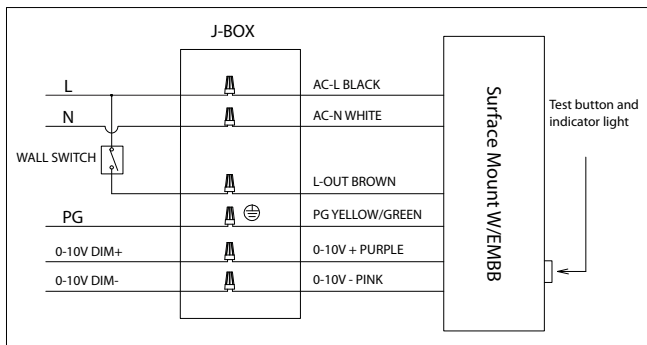 J-BOX
L
AC-L BLACK
N
AC-N WHITE
WALL SWITCH
L-OUT BROWN
PG
PG YELLOW/GREEN
0-10V DIM+
0-10V + PURPLE
0-10V DIM-
0-10V - PINK
Surface Mount W/EMBB
Test button and
indicator light